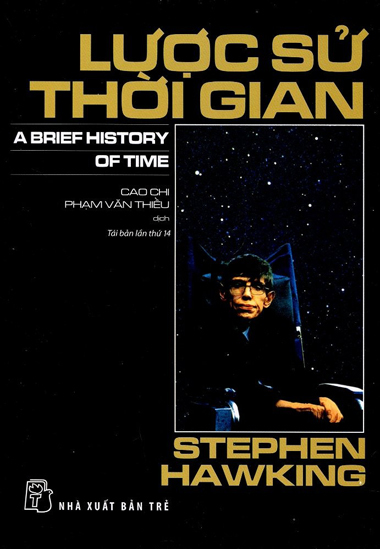 LƯỢC SỬ
THỜI GIAN
A BRIEF HISTORY
OF TIME
CAO CHI
PHẠM VĂN THIỀU
dịch
Tái bản lần thứ 14
STEPHEN
HAWKING
NHÀ XUẤT BẢN TRẺ